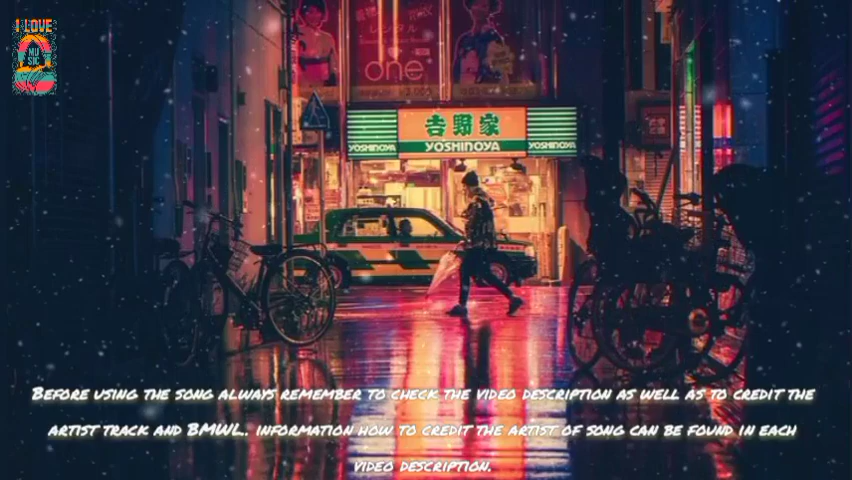 I LOVE
MU
SIC
one
吉野家
YOSHINOYA
YOSHINOYA
YOSHINOYA
BEFORE USING THE SONG ALWAYS REMEMBER TO CHECK THE VIDEO DESCRIPTION AS WELL AS TO CREDIT THE
ARTIST TRACK AND BMWL.. INFORMATION HOW TO CREDIT THE ARTIST OF SONG CAN BE FOUND IN EACH
VIDEO DESCRIPTION.